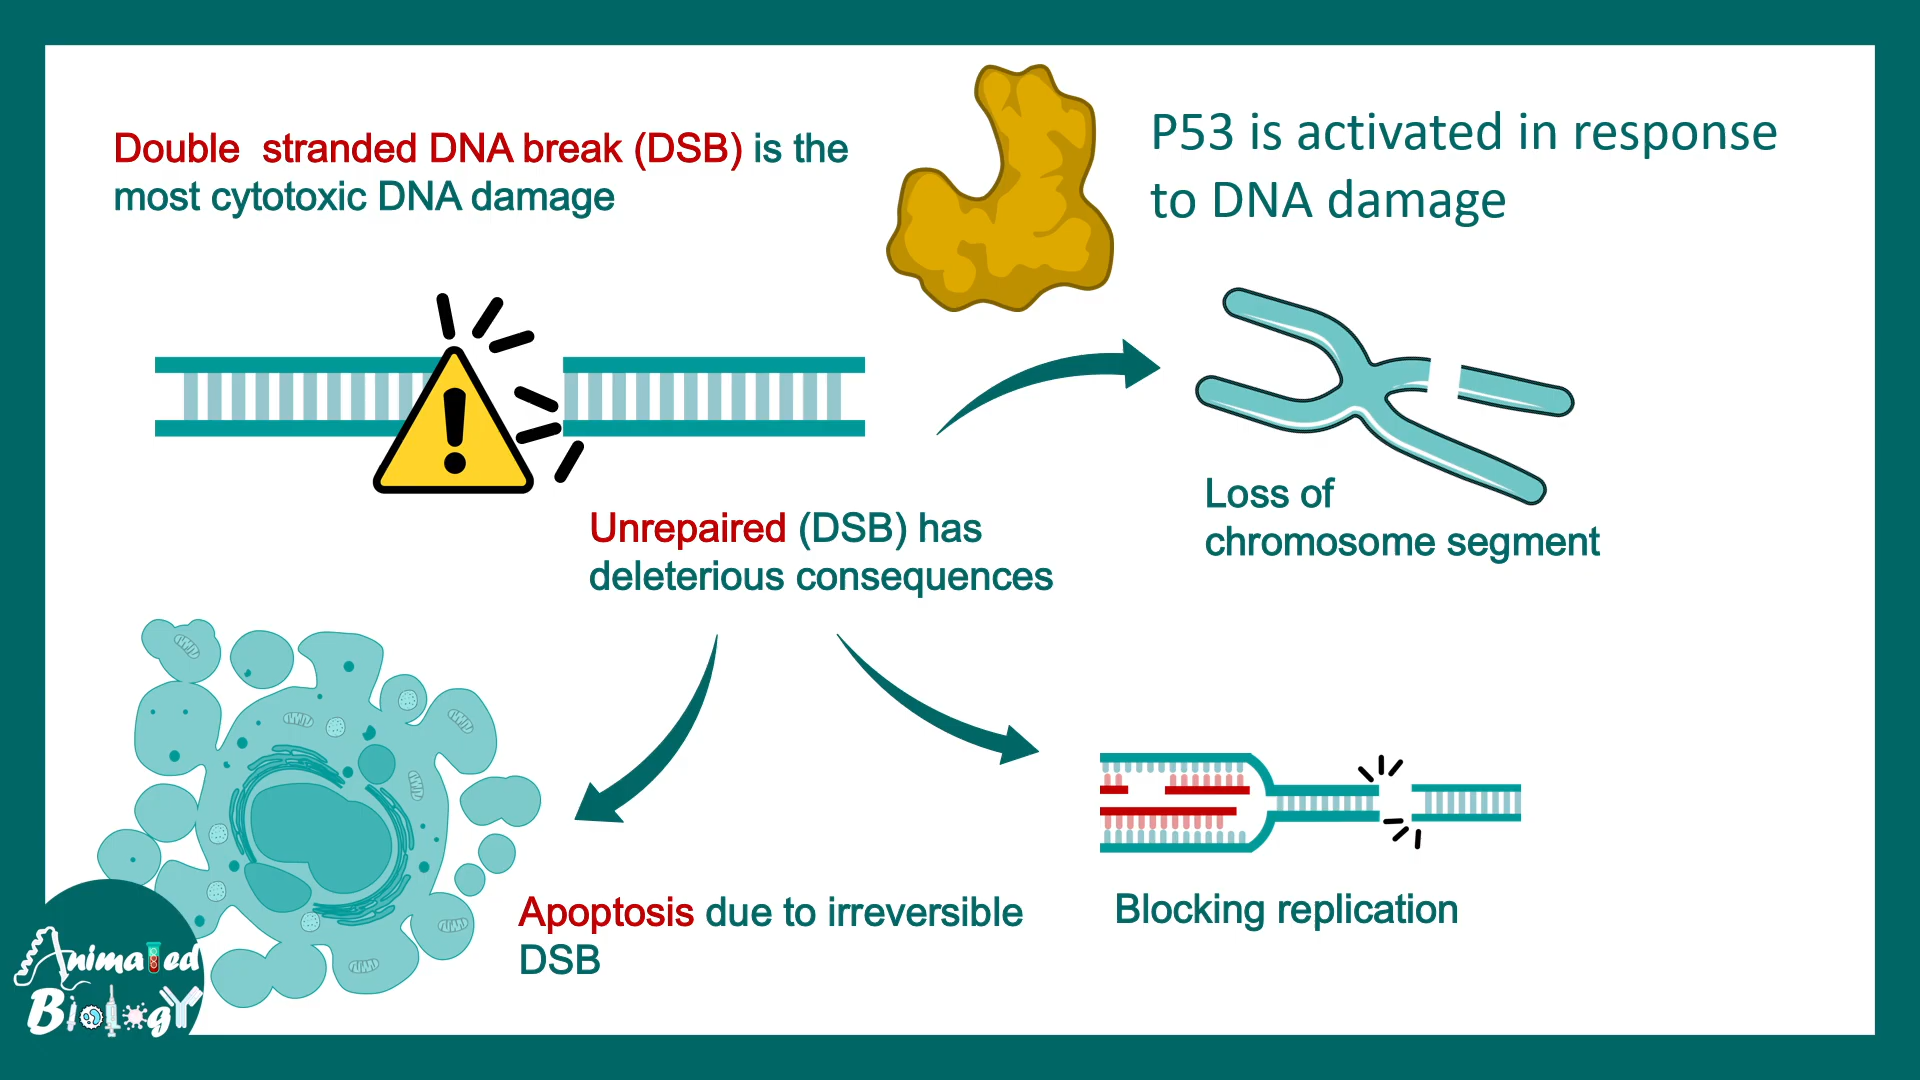 Double stranded DNA break (DSB) is the
most cytotoxic DNA damage
P53 is activated in response
to DNA damage
Unrepaired (DSB) has
deleterious consequences
Loss of
chromosome segment
Apoptosis due to irreversible
DSB
Blocking replication
Animated
Biology